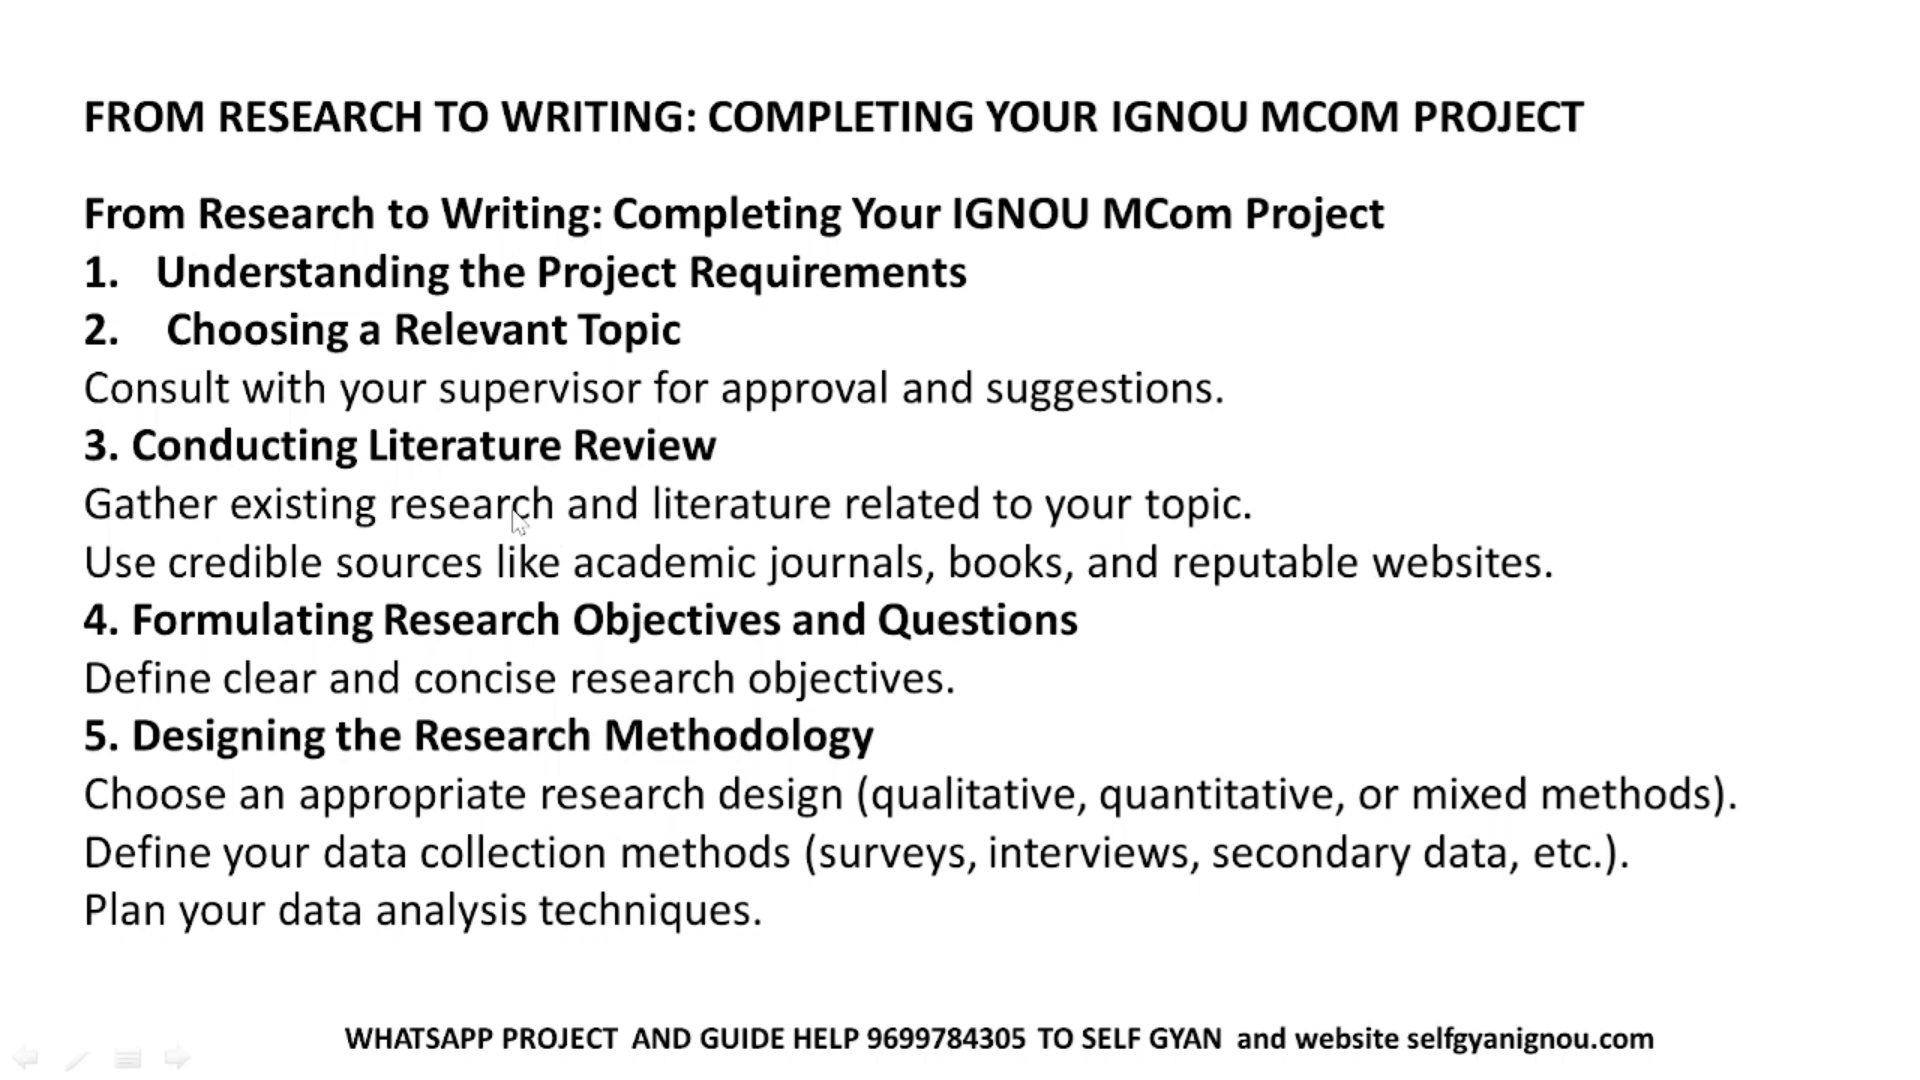 FROM RESEARCH TO WRITING: COMPLETING YOUR IGNOU MCOM PROJECT
From Research to Writing: Completing Your IGNOU MCom Project
1. Understanding the Project Requirements
2. Choosing a Relevant Topic
Consult with your supervisor for approval and suggestions.
3. Conducting Literature Review
Gather existing research and literature related to your topic.
Use credible sources like academic journals, books, and reputable websites.
4. Formulating Research Objectives and Questions
Define clear and concise research objectives.
5. Designing the Research Methodology
Choose an appropriate research design (qualitative, quantitative, or mixed methods).
Define your data collection methods (surveys, interviews, secondary data, etc.).
Plan your data analysis techniques.
WHATSAPP PROJECT AND GUIDE HELP 9699784305 TO SELF GYAN and website selfgyanignou.com